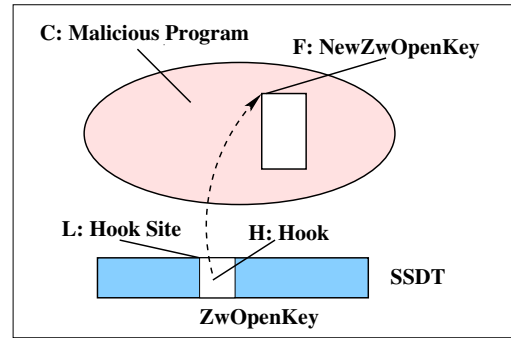 C: Malicious Program
F: NewZwOpenKey
L: Hook Site
H: Hook
SSDT
ZwOpenKey